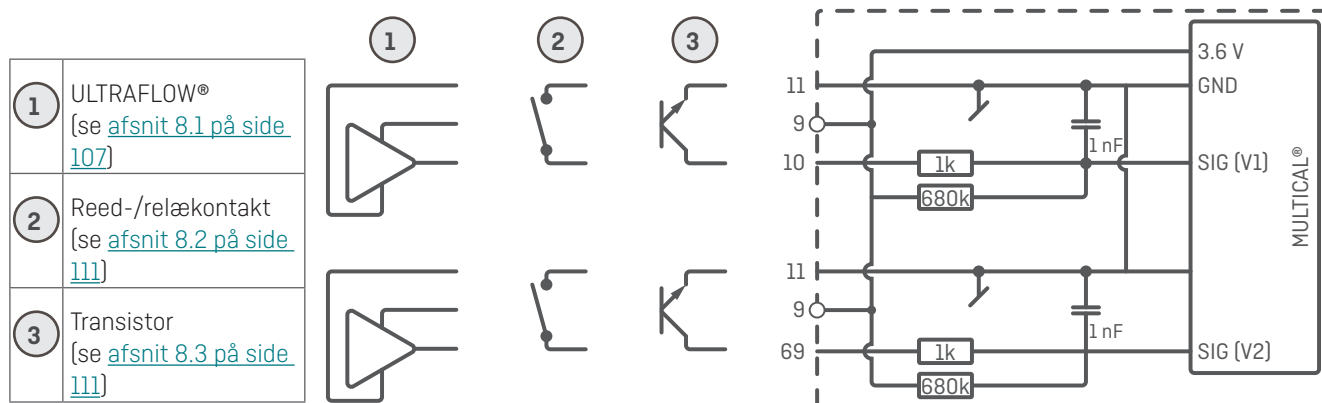 1
ULTRAFLOW®
(se afsnit 8.1 på side
107)
2
Reed-/relækontakt
(se afsnit 8.2 på side
111)
3
Transistor
(se afsnit 8.3 på side
111)
1
2
3
3.6 V
11
GND
9
1 nF
10
1k
SIG (V1)
680k
MULTICAL®
11
9
1 nF
69
1k
SIG (V2)
680k